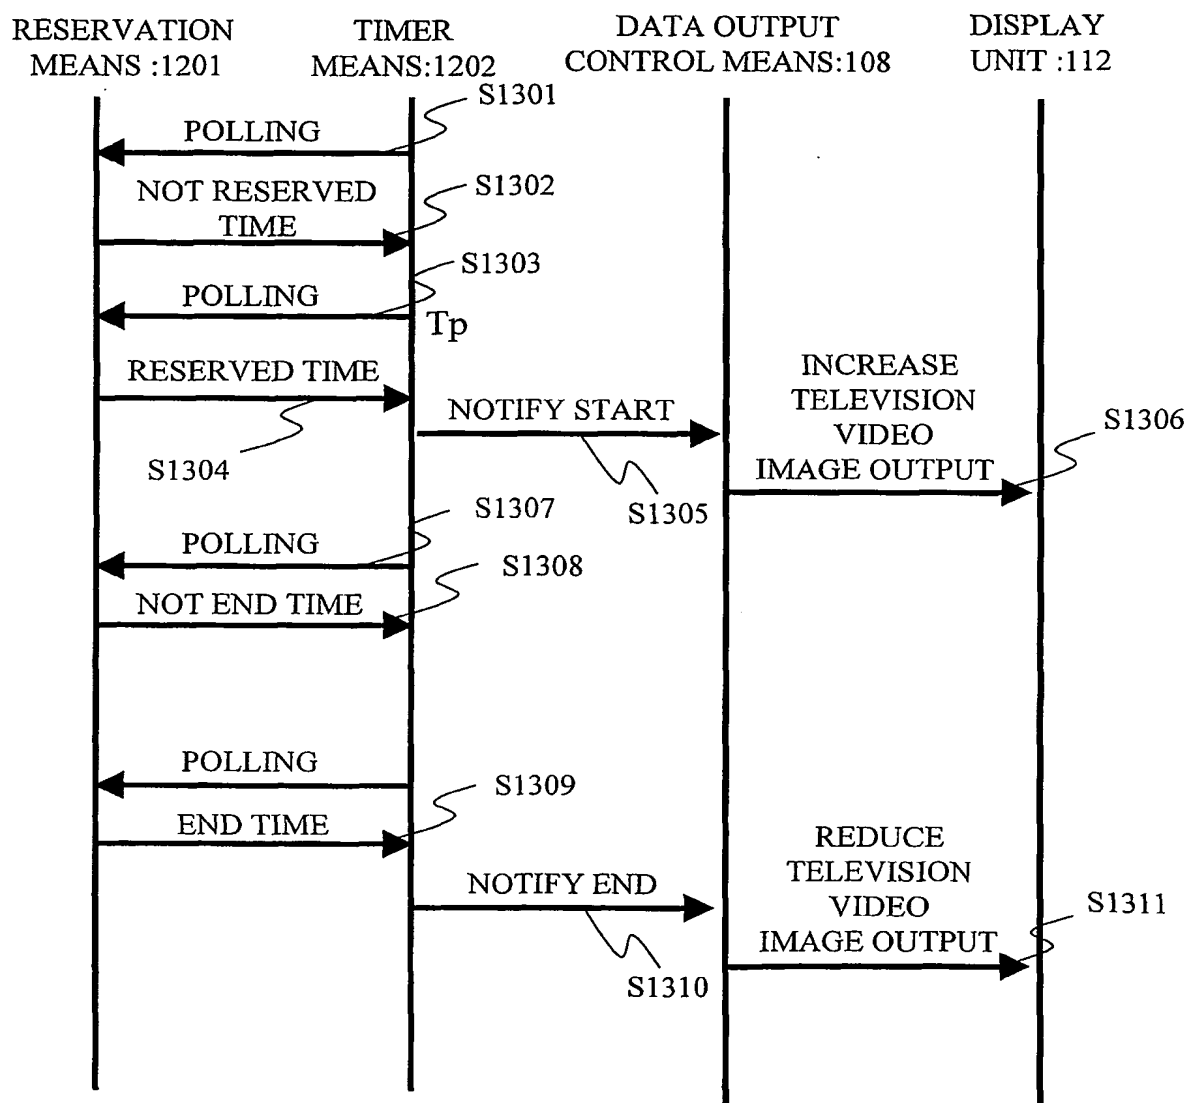 RESERVATION
MEANS :1201
TIMER
MEANS:1202
DATA OUTPUT
CONTROL MEANS:108
DISPLAY
UNIT :112
S1301
POLLING
NOT RESERVED
TIME
S1302
S1303
POLLING
Tp
RESERVED TIME
S1304
NOTIFY START
S1305
INCREASE
TELEVISION
VIDEO
IMAGE OUTPUT
S1306
S1307
POLLING
S1308
NOT END TIME
POLLING
S1309
END TIME
NOTIFY END
S1310
REDUCE
TELEVISION
VIDEO
IMAGE OUTPUT
S1311